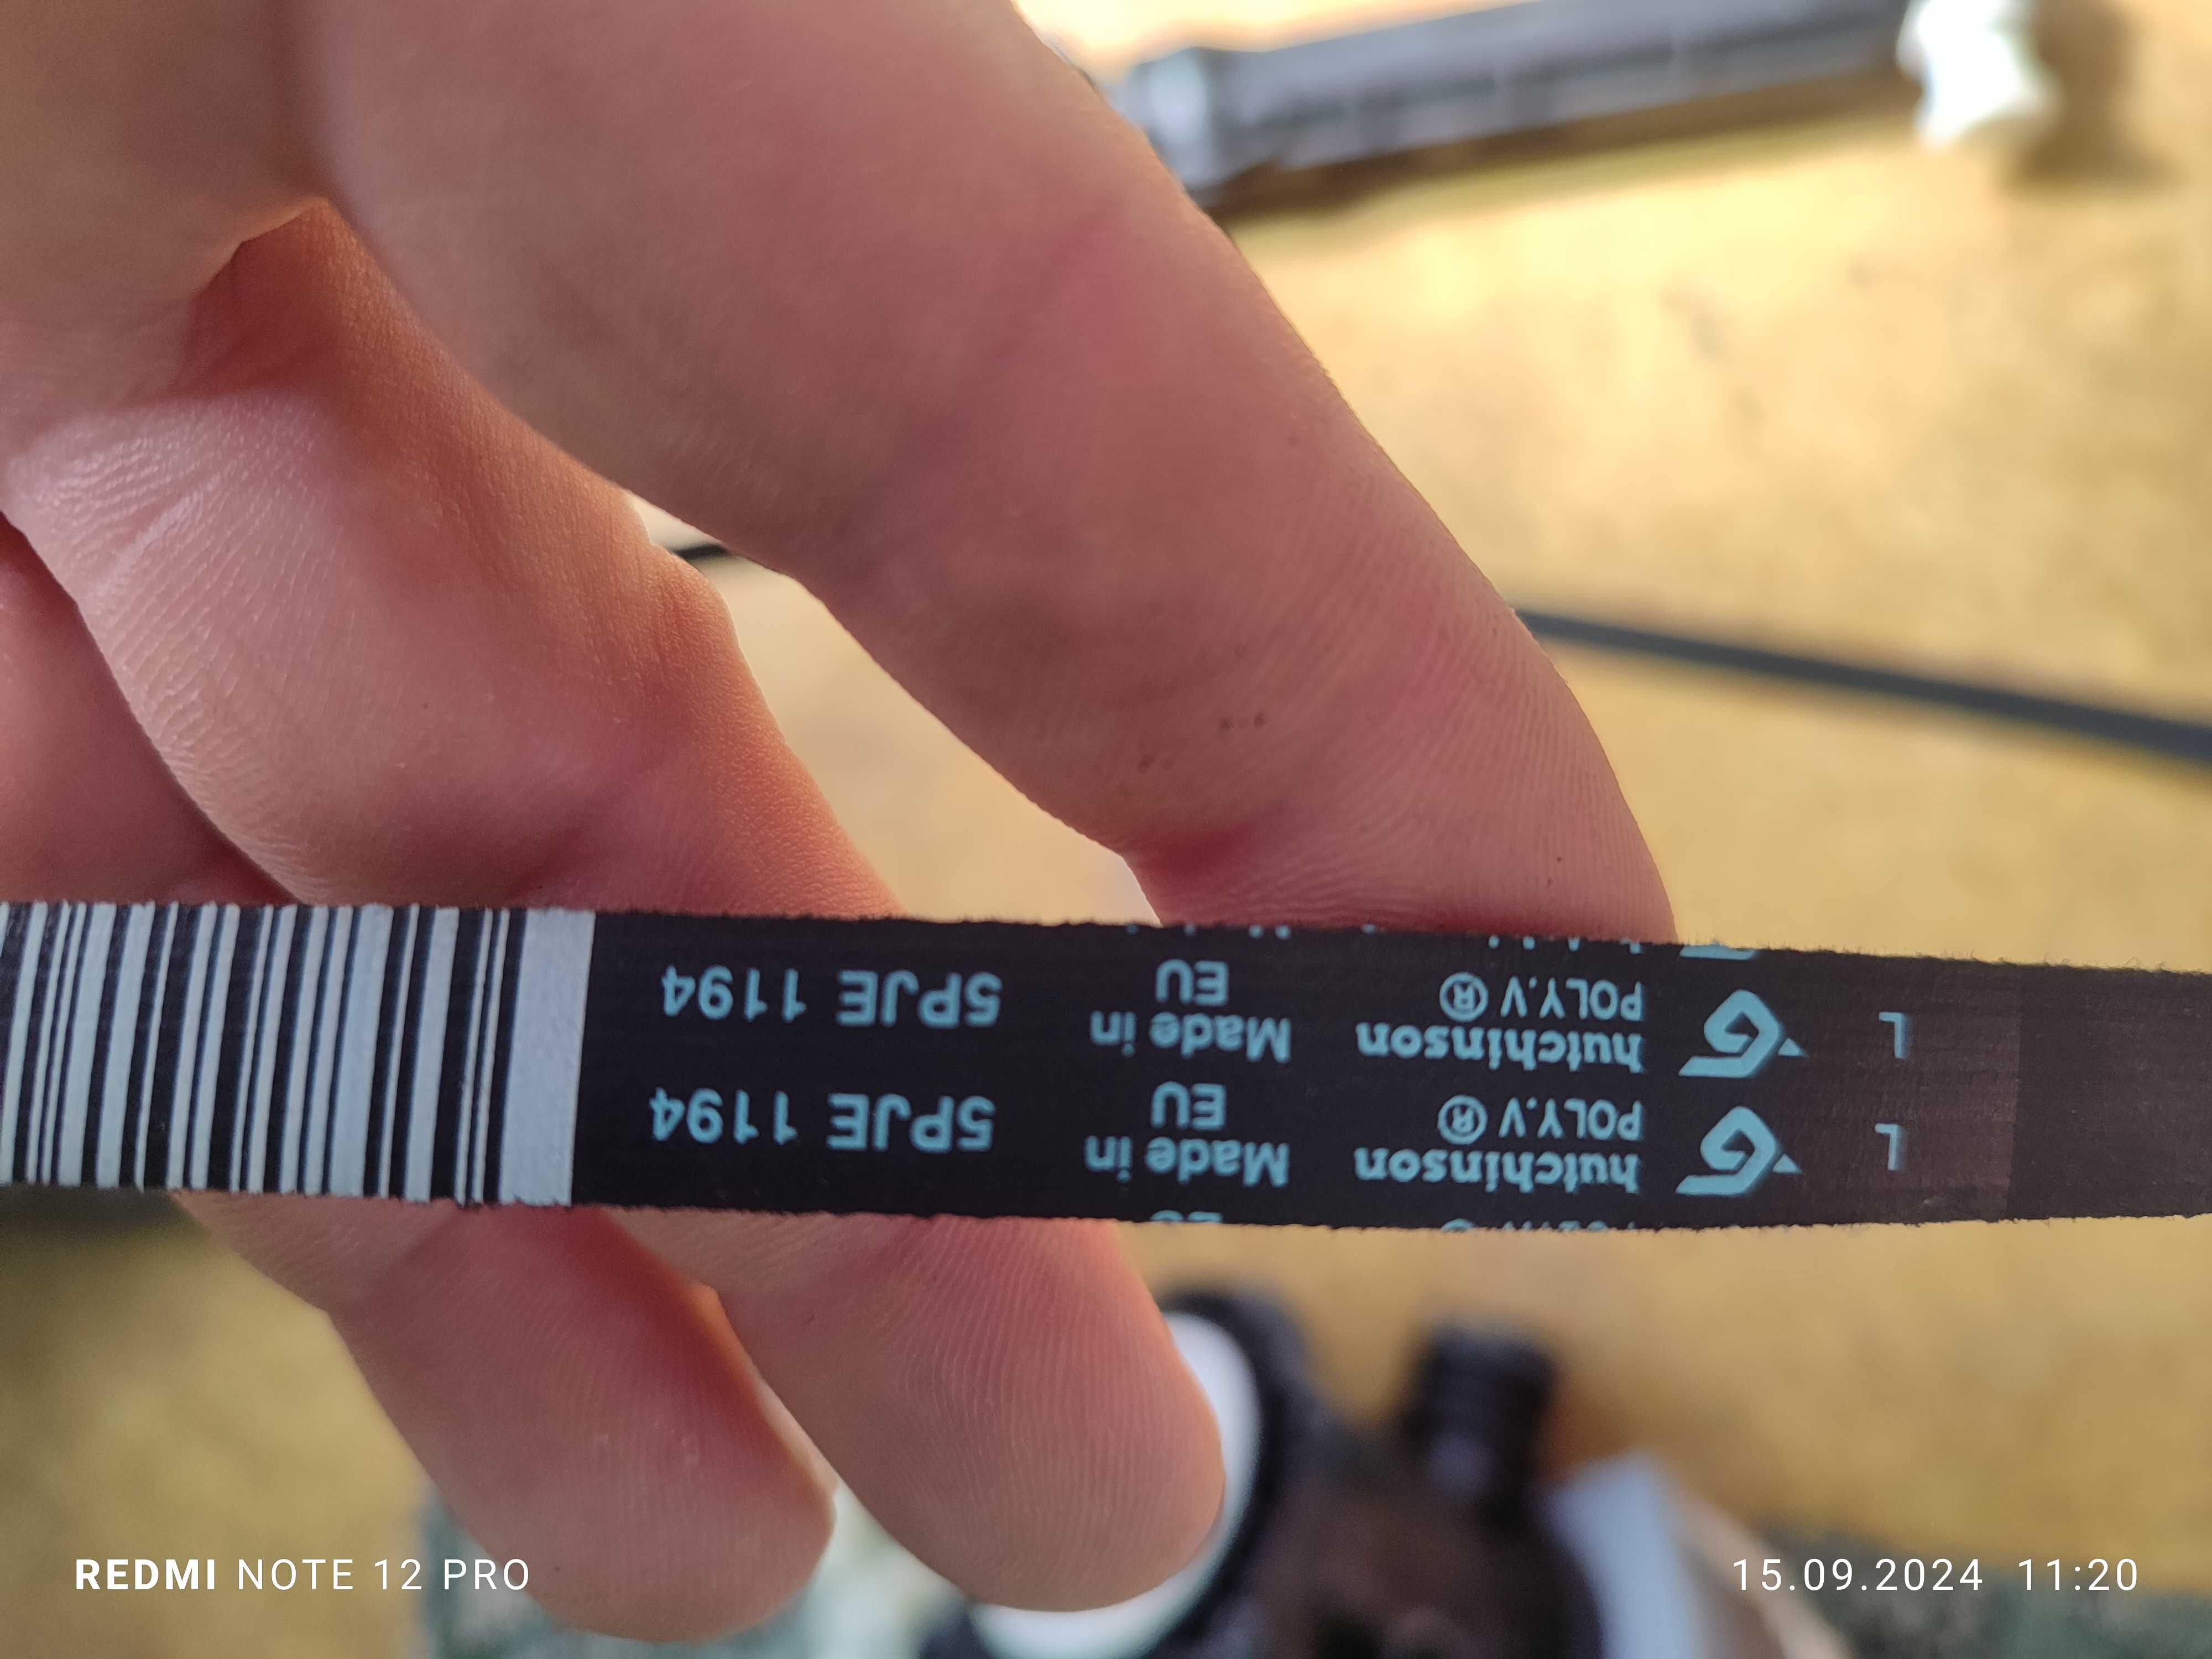 L
hutchinson
POLY.V ®
Made in
EU
5PJE 1194
L
hutchinson
POLY.V ®
Made in
EU
5PJE 1194
REDMI NOTE 12 PRO
15.09.2024 11:20